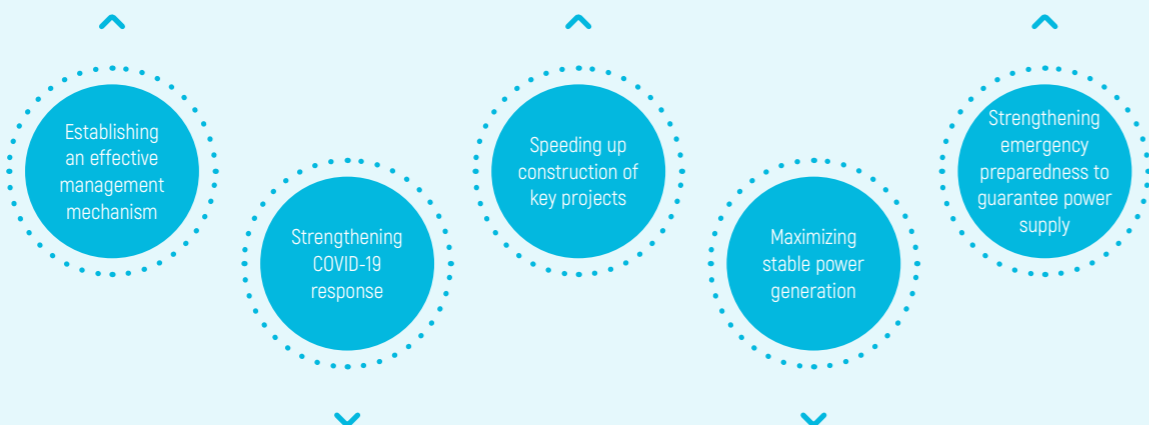 Establishing
an effective
management
mechanism
Strengthening
COVID-19
response
Speeding up
construction of
key projects
Maximizing
stable power
generation
Strengthening
emergency
preparedness to
guarantee power
supply